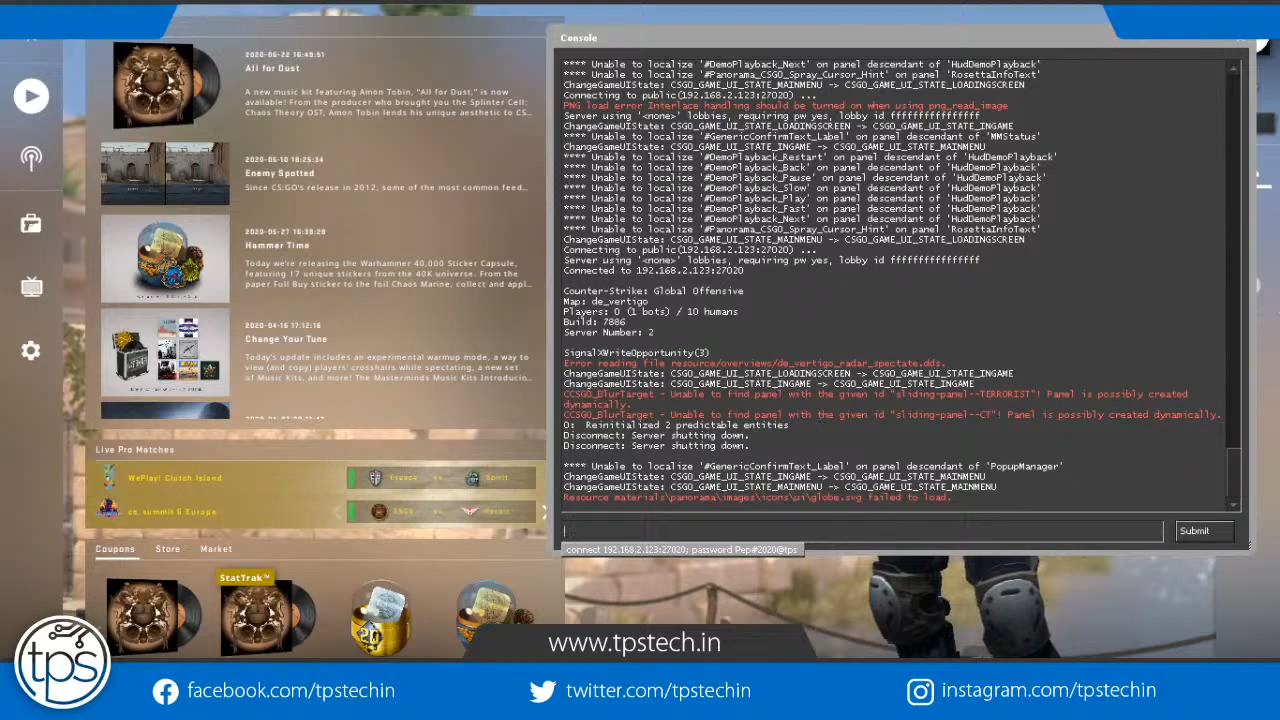 2020-06-22 16:49:51
All for Dust
A new music kit featuring Amon Tobin, "All for Dust," is now
available! From the producer who brought you the Splinter Cell:
Chaos Theory OST, Amon Tobin lends his unique aesthetic to CS...
2020-06-10 18:25:34
Enemy Spotted
Since CS:GO's release in 2012, some of the most common feed...
2020-05-27 16:39:20
Hammer Time
Today we're releasing the Warhammer 40,000 Sticker Capsule,
featuring 17 unique stickers from the 40K universe. From the
paper Full Buy sticker to the foil Chaos Marine, collect and appl...
2020-04-16 17:12:16
Change Your Tune
Today's update includes an experimental warmup mode, a way to
view (and copy) players' crosshairs while spectating, a new set
of Music Kits, and more! The Masterminds Music Kits Introducin...
Live Pro Matches
WePlay! Clutch Island
Spirit
cs_summit 6 Europe
Coupons Store Market
StatTrak™
Console
**** Unable to localize '#DemoPlayback_Next' on panel descendant of 'HudDemoPlayback'
**** Unable to localize '#Panorama_CSGO_Spray_Cursor_Hint' on panel 'RosettaInfoText'
ChangeGameUIState: CSGO_GAME_UI_STATE_MAINMENU -> CSGO_GAME_UI_STATE_LOADINGSCREEN
Connecting to public(192.168.2.123:27020) ...
PNG load error Interlace handling should be turned on when using png_read_image
Server using '<none>' lobbies, requiring pw yes, lobby id ffffffffffffffff
ChangeGameUIState: CSGO_GAME_UI_STATE_LOADINGSCREEN -> CSGO_GAME_UI_STATE_INGAME
**** Unable to localize '#GenericConfirmText_Label' on panel descendant of 'MMStatus'
ChangeGameUIState: CSGO_GAME_UI_STATE_INGAME -> CSGO_GAME_UI_STATE_MAINMENU
**** Unable to localize '#DemoPlayback_Restart' on panel descendant of 'HudDemoPlayback'
**** Unable to localize '#DemoPlayback_Back' on panel descendant of 'HudDemoPlayback'
**** Unable to localize '#DemoPlayback_Pause' on panel descendant of 'HudDemoPlayback'
**** Unable to localize '#DemoPlayback_Slow' on panel descendant of 'HudDemoPlayback'
**** Unable to localize '#DemoPlayback_Play' on panel descendant of 'HudDemoPlayback'
**** Unable to localize '#DemoPlayback_Fast' on panel descendant of 'HudDemoPlayback'
**** Unable to localize '#DemoPlayback_Next' on panel descendant of 'HudDemoPlayback'
**** Unable to localize '#Panorama_CSGO_Spray_Cursor_Hint' on panel 'RosettaInfoText'
ChangeGameUIState: CSGO_GAME_UI_STATE_MAINMENU -> CSGO_GAME_UI_STATE_LOADINGSCREEN
Connecting to public(192.168.2.123:27020) ...
Server using '<none>' lobbies, requiring pw yes, lobby id ffffffffffffffff
Connected to 192.168.2.123:27020
Counter-Strike: Global Offensive
Map: de_vertigo
Players: 0 (1 bots) / 10 humans
Build: 7886
Server Number: 2
SignalXWriteOpportunity(3)
Error reading file resource/overviews/de_vertigo_radar_spectate.dds.
ChangeGameUIState: CSGO_GAME_UI_STATE_LOADINGSCREEN -> CSGO_GAME_UI_STATE_INGAME
ChangeGameUIState: CSGO_GAME_UI_STATE_INGAME -> CSGO_GAME_UI_STATE_INGAME
CCSGO_BlurTarget - Unable to find panel with the given id "sliding-panel--TERRORIST"! Panel is possibly created
dynamically.
CCSGO_BlurTarget - Unable to find panel with the given id "sliding-panel--CT"! Panel is possibly created dynamically.
0: Reinitialized 2 predictable entities
Disconnect: Server shutting down.
Disconnect: Server shutting down.
**** Unable to localize '#GenericConfirmText_Label' on panel descendant of 'PopupManager'
ChangeGameUIState: CSGO_GAME_UI_STATE_INGAME -> CSGO_GAME_UI_STATE_MAINMENU
ChangeGameUIState: CSGO_GAME_UI_STATE_MAINMENU -> CSGO_GAME_UI_STATE_MAINMENU
Resource materials\panorama\images\icons\ui\globe.svg failed to load.
Submit
connect 192.168.2.123:27020; password Pep#2020@tps
www.tpstech.in
tps
facebook.com/tpstechin
twitter.com/tpstechin
instagram.com/tpstechin